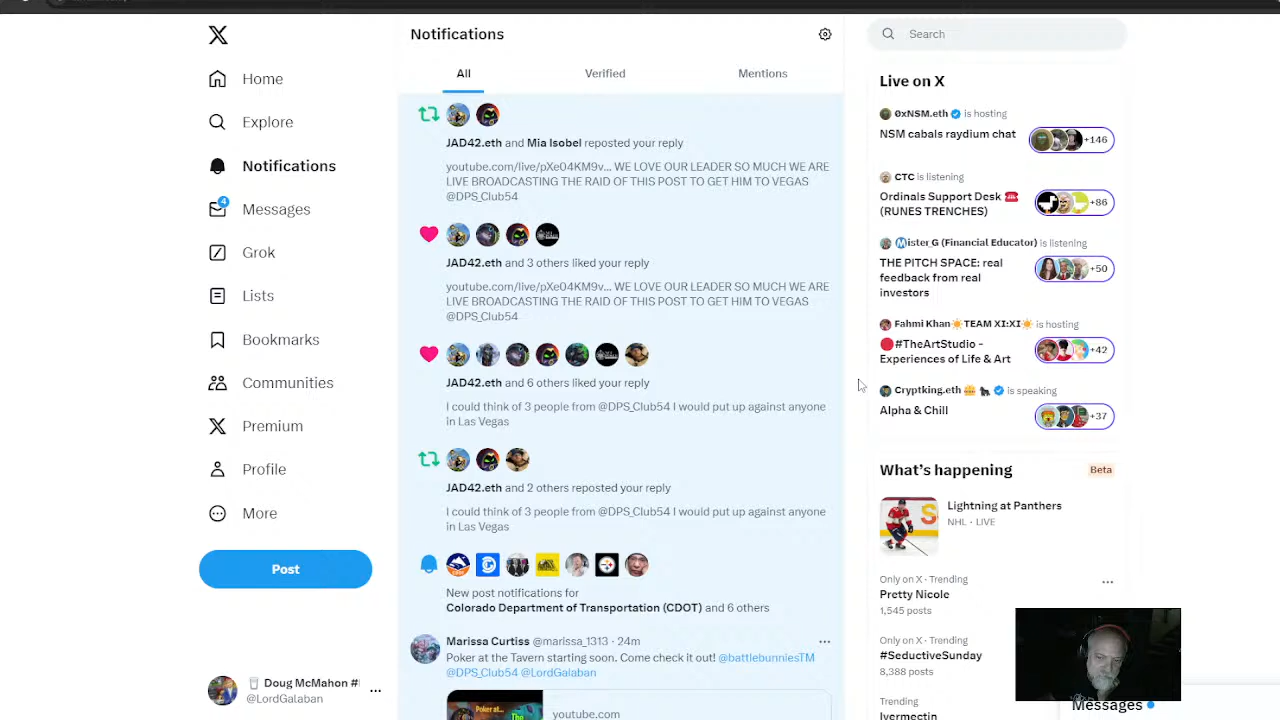 Notifications
Search
Home
Explore
Notifications
4
Messages
Grok
Lists
Bookmarks
Communities
Premium
Profile
More
Post
Doug McMahon #
@LordGalaban
All
Verified
Mentions
JAD42.eth and Mia Isobel reposted your reply
youtube.com/live/pXe04KM9v... WE LOVE OUR LEADER SO MUCH WE ARE
LIVE BROADCASTING THE RAID OF THIS POST TO GET HIM TO VEGAS
@DPS_Club54
JAD42.eth and 3 others liked your reply
youtube.com/live/pXe04KM9v... WE LOVE OUR LEADER SO MUCH WE ARE
LIVE BROADCASTING THE RAID OF THIS POST TO GET HIM TO VEGAS
@DPS_Club54
JAD42.eth and 6 others liked your reply
I could think of 3 people from @DPS_Club54 I would put up against anyone
in Las Vegas
JAD42.eth and 2 others reposted your reply
I could think of 3 people from @DPS_Club54 I would put up against anyone
in Las Vegas
New post notifications for
Colorado Department of Transportation (CDOT) and 6 others
Marissa Curtiss @marissa_1313 · 24m
Poker at the Tavern starting soon. Come check it out! @battlebunniesTM
@DPS_Club54 @LordGalaban
Poker at...
The
youtube.com
Live on X
0xNSM.eth is hosting
NSM cabals raydium chat
+146
CTC is listening
Ordinals Support Desk ☎️
(RUNES TRENCHES)
+86
Ⓜister_G (Financial Educator) is listening
THE PITCH SPACE: real
feedback from real
investors
+50
Fahmi Khan☀️TEAM XI:XI☀️ is hosting
🔴#TheArtStudio -
Experiences of Life & Art
+42
Cryptking.eth 🍔 🦍 is speaking
Alpha & Chill
+37
What's happening
Beta
Lightning at Panthers
NHL · LIVE
Only on X · Trending
Pretty Nicole
1,545 posts
Only on X · Trending
#SeductiveSunday
8,388 posts
Trending
Ivermectin
Messages